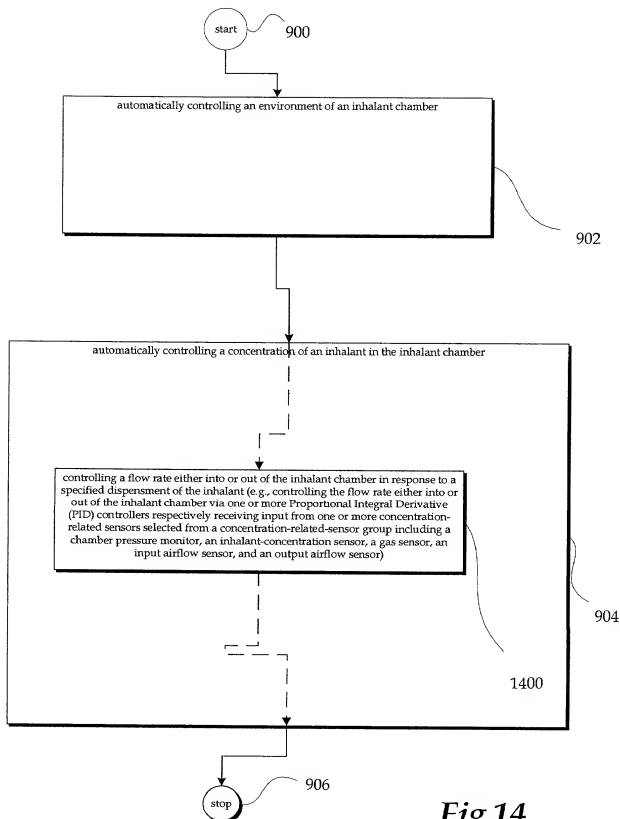 start
900
automatically controlling an environment of an inhalant chamber
902
automatically controlling a concentration of an inhalant in the inhalant chamber
controlling a flow rate either into or out of the inhalant chamber in response to a
specified dispensment of the inhalant (e.g., controlling the flow rate either into or
out of the inhalant chamber via one or more Proportional Integral Derivative
(PID) controllers respectively receiving input from one or more concentration-
related sensors selected from a concentration-related-sensor group including a
chamber pressure monitor, an inhalant-concentration sensor, a gas sensor, an
input airflow sensor, and an output airflow sensor)
904
1400
906
stop
Fig 14